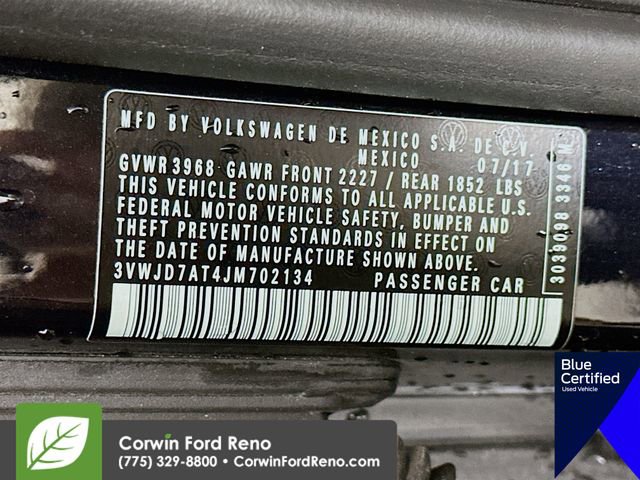 MFD BY VOLKSWAGEN DE MEXICO S.A. DE C.V.
MEXICO 07/17
GVWR 3968 GAWR FRONT 2227 / REAR 1852 LBS
THIS VEHICLE CONFORMS TO ALL APPLICABLE U.S.
FEDERAL MOTOR VEHICLE SAFETY, BUMPER AND
THEFT PREVENTION STANDARDS IN EFFECT ON
THE DATE OF MANUFACTURE SHOWN ABOVE.
3VWJD7AT4JM702134 PASSENGER CAR
3039098 3346 M
Blue
Certified
Used Vehicle
Corwin Ford Reno
(775) 329-8800 • CorwinFordReno.com